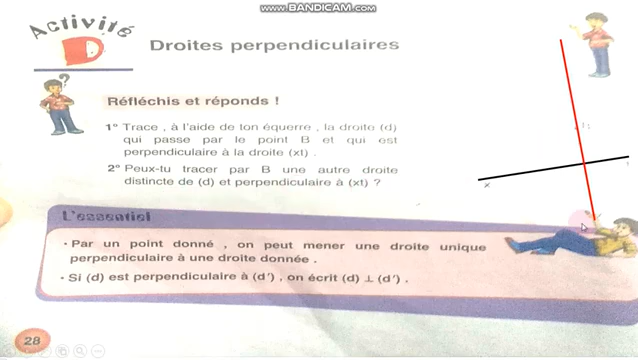 www.BANDICAM.com
Activité
D
Droites perpendiculaires
Réfléchis et réponds !
1° Trace , à l'aide de ton équerre , la droite (d)
qui passe par le point B et qui est
perpendiculaire à la droite (xt) .
2° Peux-tu tracer par B une autre droite
distincte de (d) et perpendiculaire à (xt) ?
x
L'essentiel
· Par un point donné , on peut mener une droite unique
perpendiculaire à une droite donnée .
· Si (d) est perpendiculaire à (d') , on écrit (d) ⊥ (d') .
28